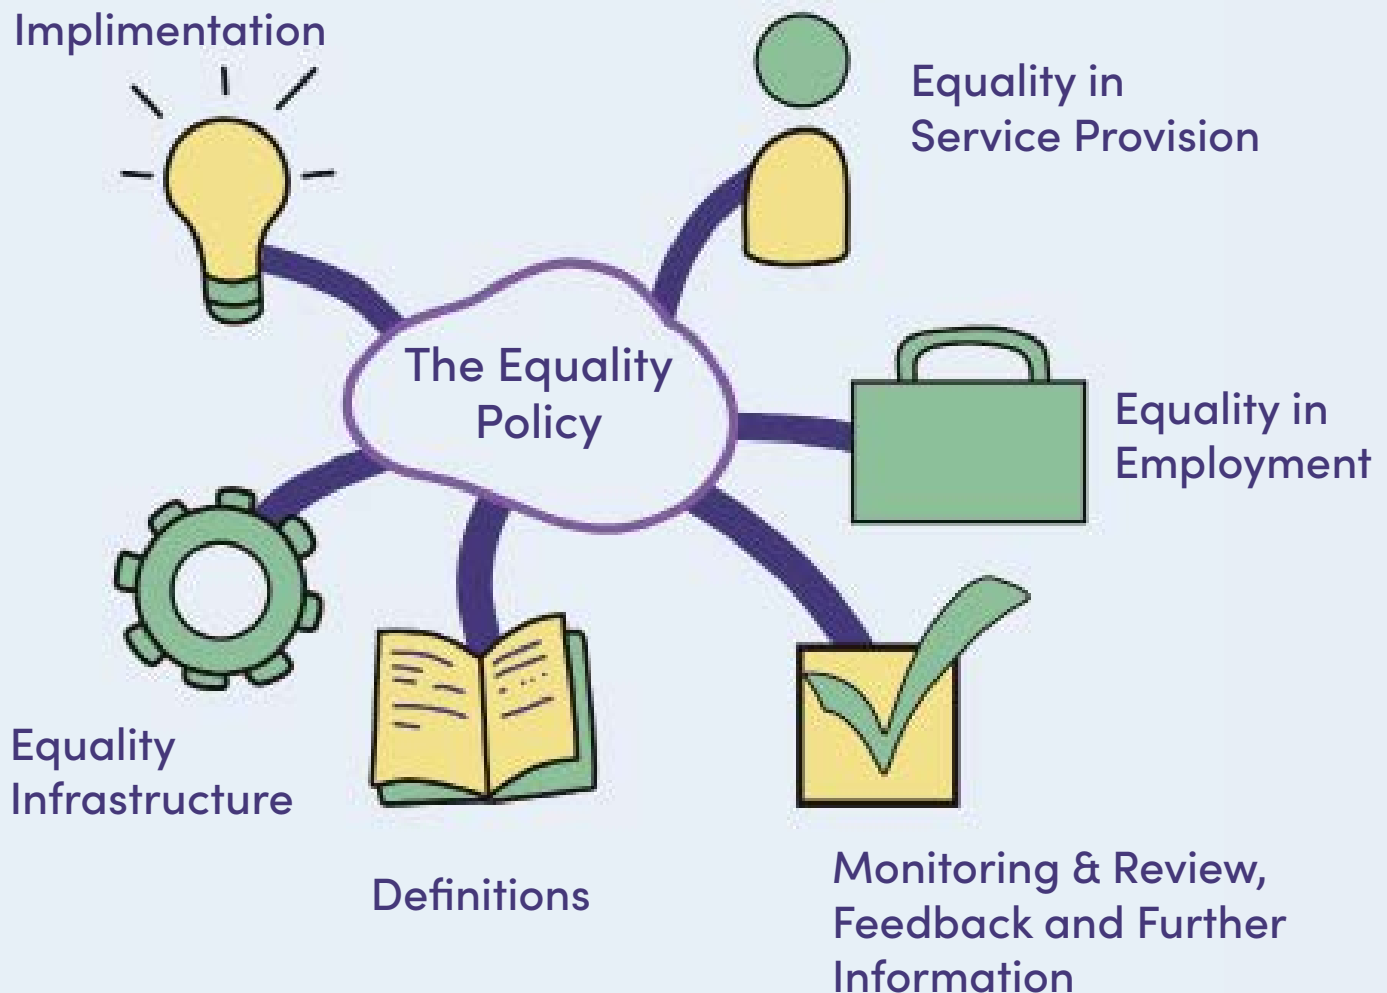 Implimentation
Equality in
Service Provision
The Equality
Policy
Equality in
Employment
Equality
Infrastructure
Definitions
Monitoring & Review,
Feedback and Further
Information